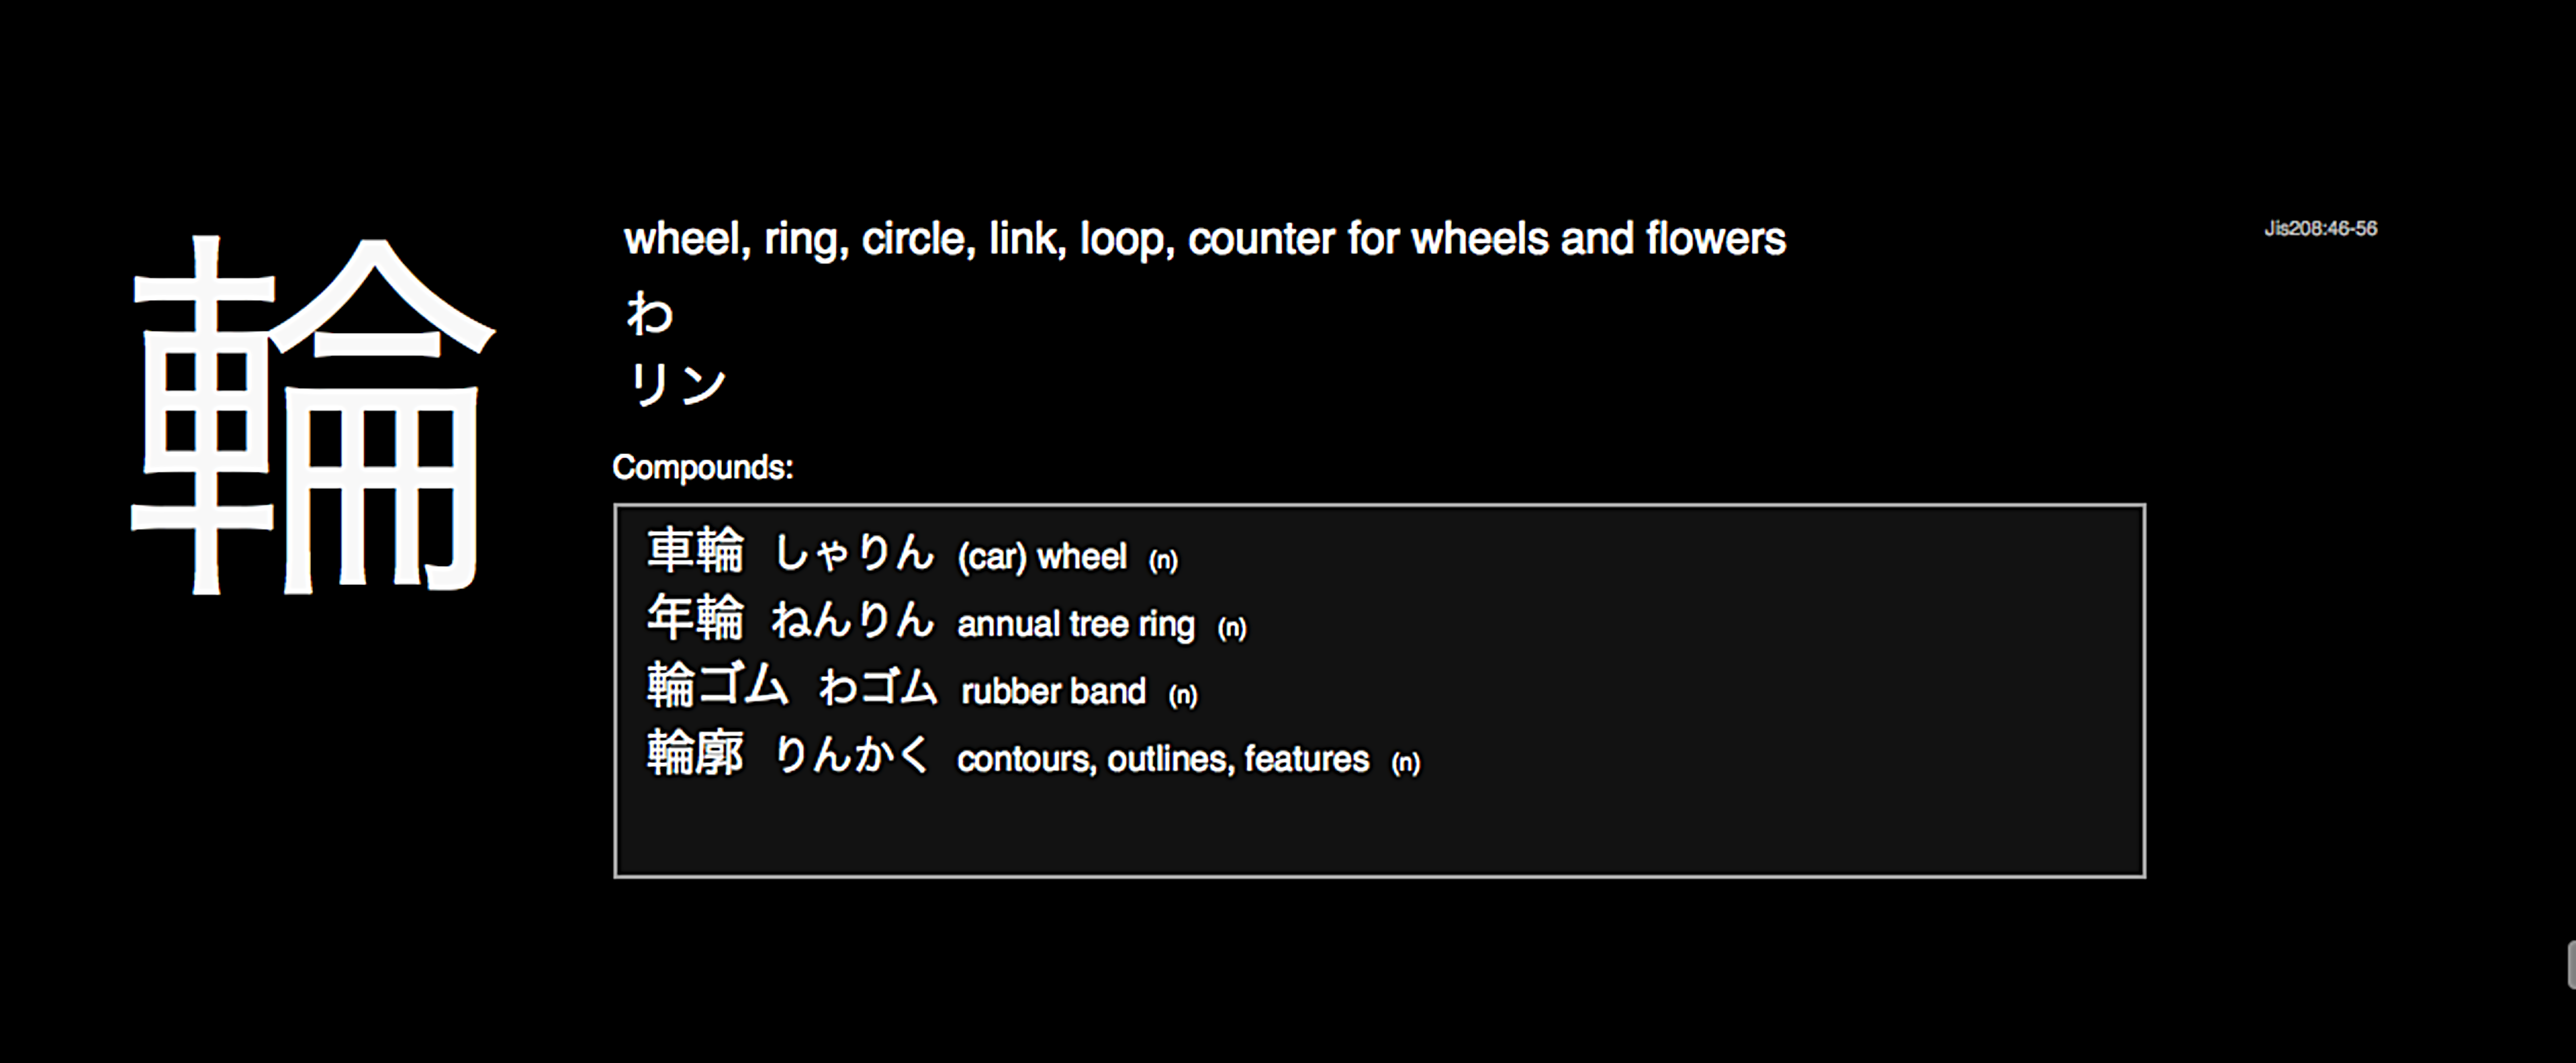 輪
wheel, ring, circle, link, loop, counter for wheels and flowers
Jis208:46-56
わ
リン
Compounds:
車輪 しゃりん (car) wheel (n)
年輪 ねんりん annual tree ring (n)
輪ゴム わゴム rubber band (n)
輪廓 りんかく contours, outlines, features (n)